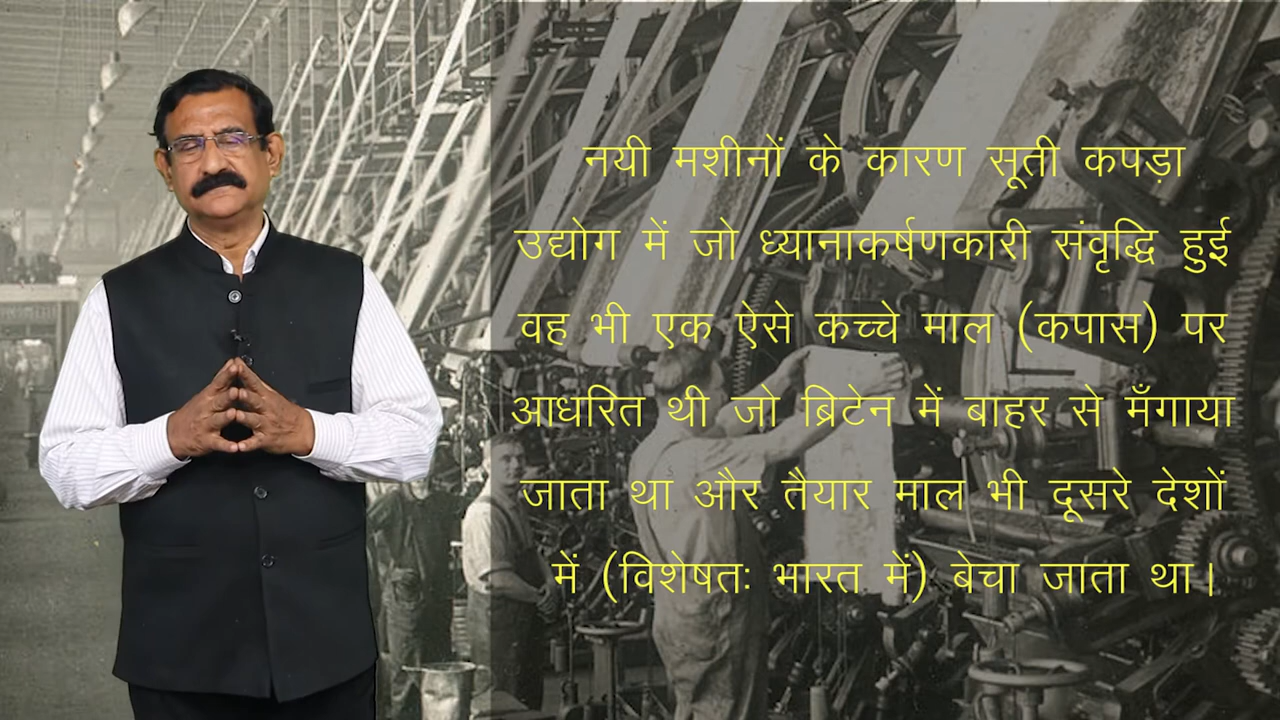 नयी मशीनों के कारण सूती कपड़ा
उद्योग में जो ध्यानाकर्षणकारी संवृद्धि हुई
वह भी एक ऐसे कच्चे माल (कपास) पर
आधरित थी जो ब्रिटेन में बाहर से मँगाया
जाता था और तैयार माल भी दूसरे देशों
में (विशेषतः भारत में) बेचा जाता था।